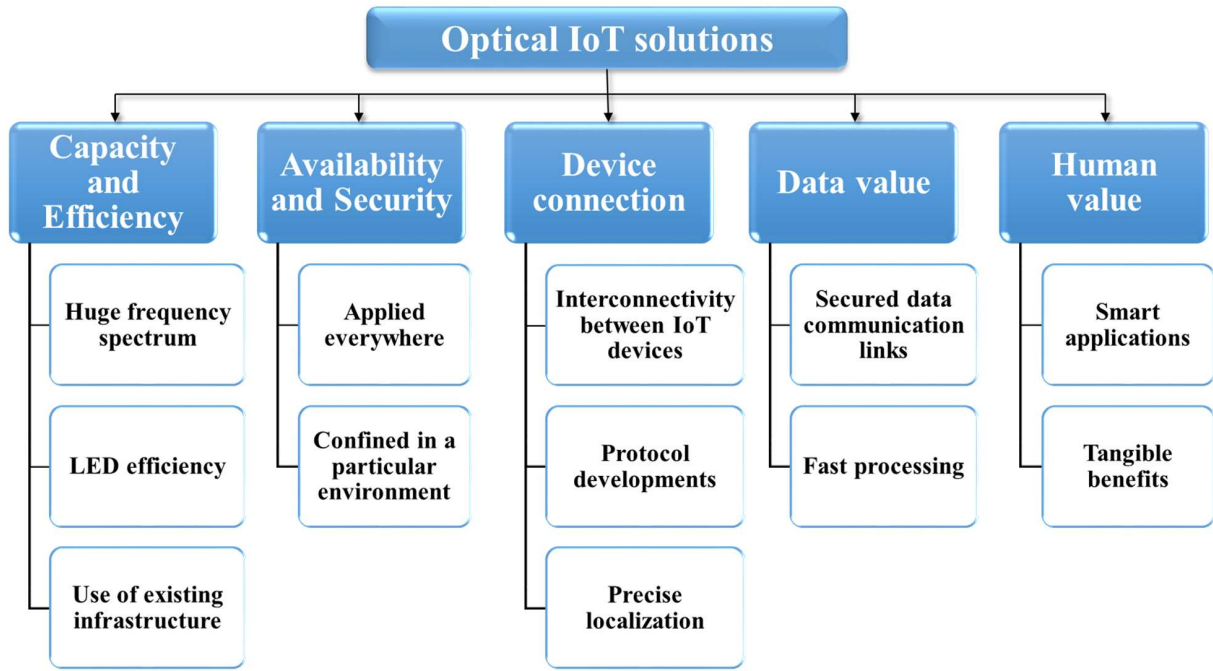 Optical IoT solutions
Capacity
and
Efficiency
Huge frequency
spectrum
LED efficiency
Use of existing
infrastructure
Availability
and Security
Applied
everywhere
Confined in a
particular
environment
Device
connection
Interconnectivity
between IoT
devices
Protocol
developments
Precise
localization
Data value
Secured data
communication
links
Fast processing
Human
value
Smart
applications
Tangible
benefits